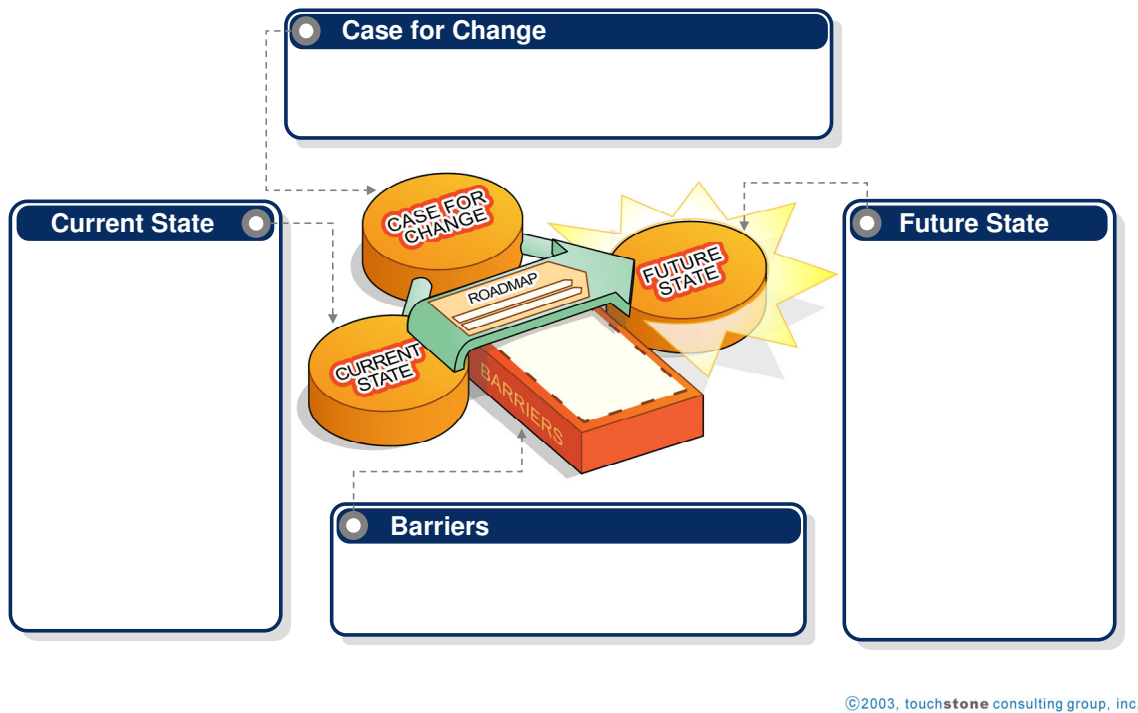 Case for Change
Current State
Future State
CASE FOR
CHANGE
FUTURE
STATE
ROADMAP
CURRENT
STATE
BARRIERS
Barriers
©2003, touchstone consulting group, inc